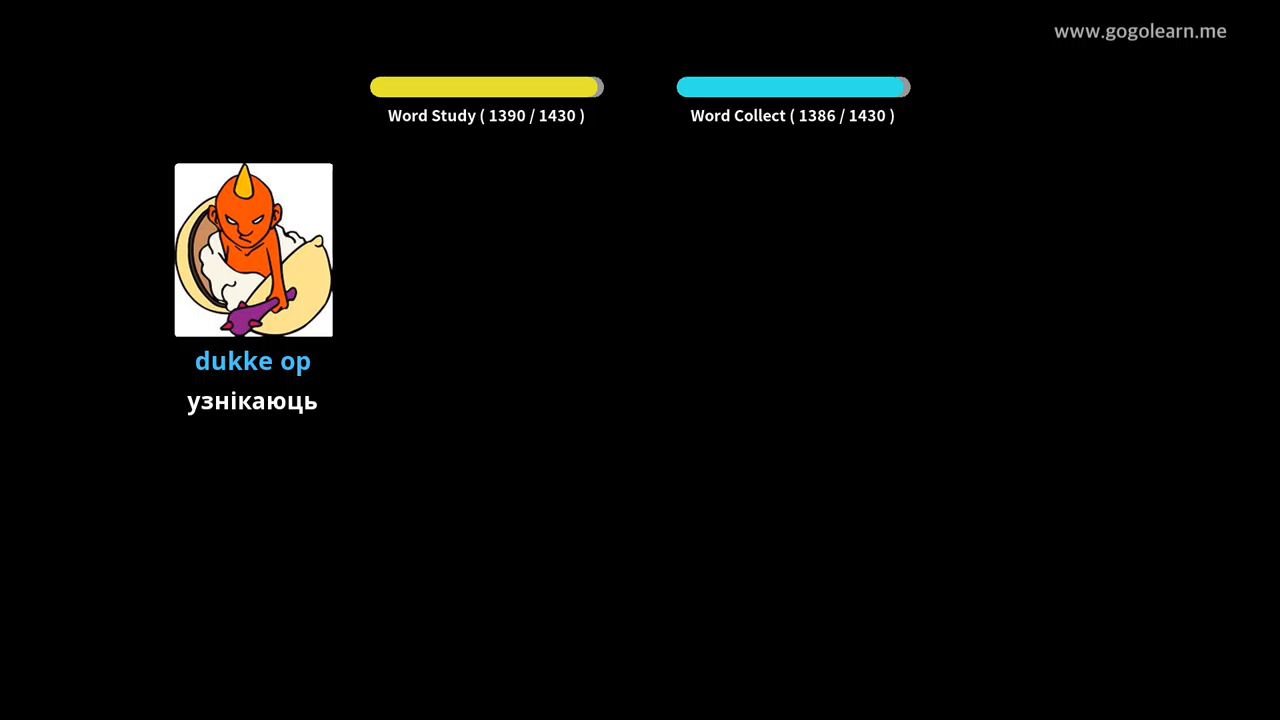 www.gogolearn.me
Word Study ( 1390 / 1430 )
Word Collect ( 1386 / 1430 )
dukke op
узнікаюць